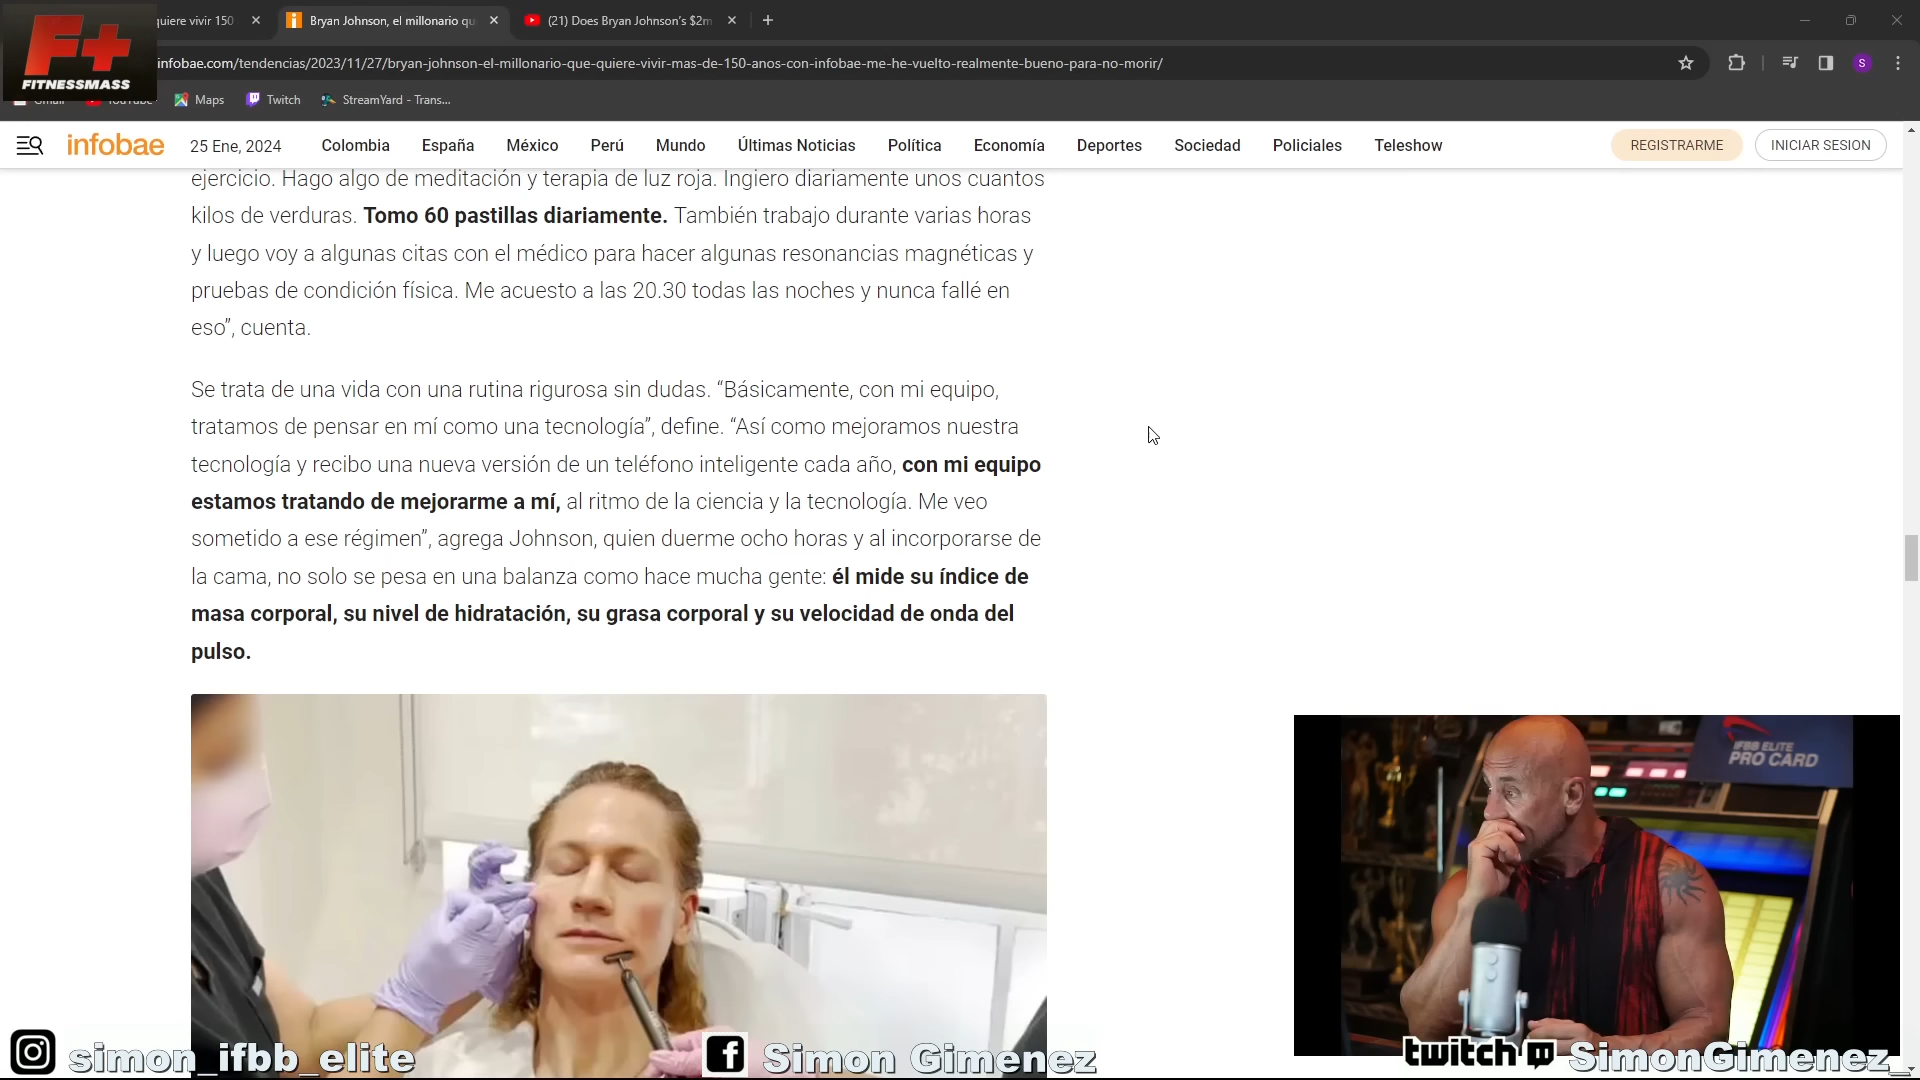 quiere vivir 150
Bryan Johnson, el millonario qu
(21) Does Bryan Johnson's $2m
F+
FITNESSMASS
infobae.com/tendencias/2023/11/27/bryan-johnson-el-millonario-que-quiere-vivir-mas-de-150-anos-con-infobae-me-he-vuelto-realmente-bueno-para-no-morir/
S
Gmail
YouTube
Maps
Twitch
StreamYard - Trans...
infobae
25 Ene, 2024
Colombia
España
México
Perú
Mundo
Últimas Noticias
Política
Economía
Deportes
Sociedad
Policiales
Teleshow
REGISTRARME
INICIAR SESION
ejercicio. Hago algo de meditación y terapia de luz roja. Ingiero diariamente unos cuantos
kilos de verduras. Tomo 60 pastillas diariamente. También trabajo durante varias horas
y luego voy a algunas citas con el médico para hacer algunas resonancias magnéticas y
pruebas de condición física. Me acuesto a las 20.30 todas las noches y nunca fallé en
eso”, cuenta.
Se trata de una vida con una rutina rigurosa sin dudas. “Básicamente, con mi equipo,
tratamos de pensar en mí como una tecnología”, define. “Así como mejoramos nuestra
tecnología y recibo una nueva versión de un teléfono inteligente cada año, con mi equipo
estamos tratando de mejorarme a mí, al ritmo de la ciencia y la tecnología. Me veo
sometido a ese régimen”, agrega Johnson, quien duerme ocho horas y al incorporarse de
la cama, no solo se pesa en una balanza como hace mucha gente: él mide su índice de
masa corporal, su nivel de hidratación, su grasa corporal y su velocidad de onda del
pulso.
IFBB ELITE
PRO CARD
simon_ifbb_elite
Simon Gimenez
twitch
SimonGimenez_